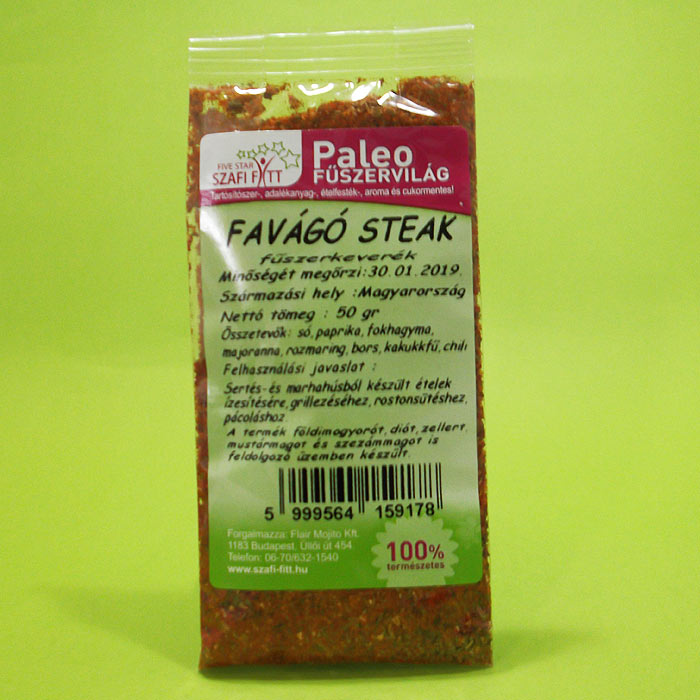 FIVE STAR
SZAFI FITT
Paleo
FŰSZERVILÁG
Tartósítószer-, adalékanyag-, ételfesték-, aroma és cukormentes!
FAVÁGÓ STEAK
fűszerkeverék
Minőségét megőrzi:30.01.2019.
Származási hely :Magyarország
Nettó tömeg : 50 gr
Összetevők: só, paprika, fokhagyma,
majoranna, rozmaring, bors, kakukkfű, chili
Felhasználási javaslat :
Sertés-és marhahúsból készült ételek
ízesítésére, grillezéséhez, rostonsütéshez,
pácoláshoz.
A termék földimogyorót, diót, zellert,
mustármagot és szezámmagot is
feldolgozó üzemben készült.
5 999564 159178
Forgalmazza: Flair Mojito Kft.
1183 Budapest, Üllői út 454
Telefon: 06-70/632-1540
www.szafi-fitt.hu
100%
természetes